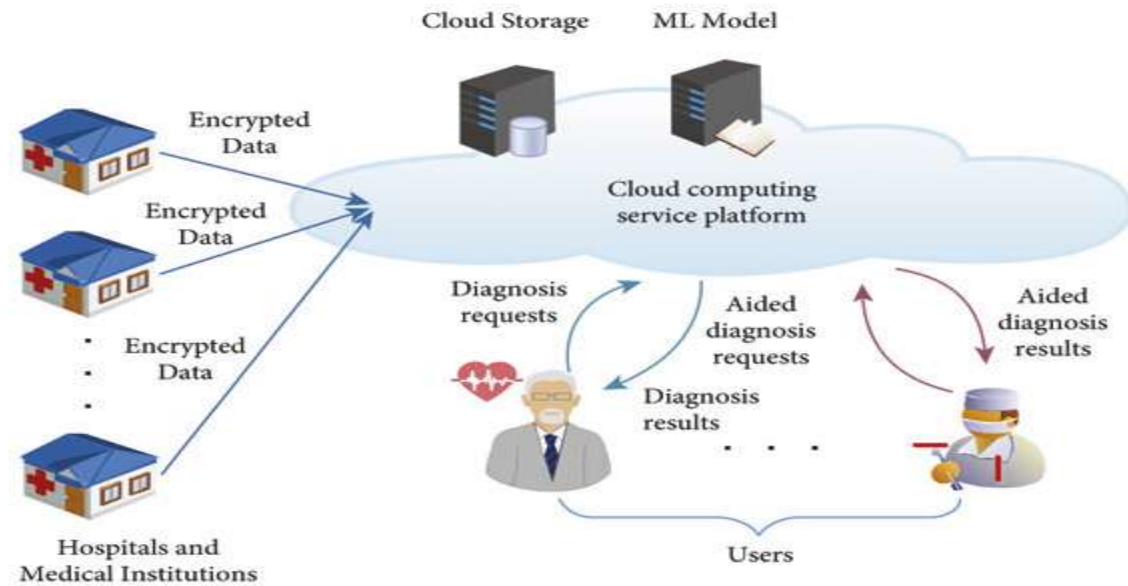 Cloud Storage
ML Model
Encrypted
Data
Encrypted
Data
Encrypted
Data
Hospitals and
Medical Institutions
Cloud computing
service platform
Diagnosis
requests
Aided
diagnosis
requests
Diagnosis
results
Aided
diagnosis
results
Users